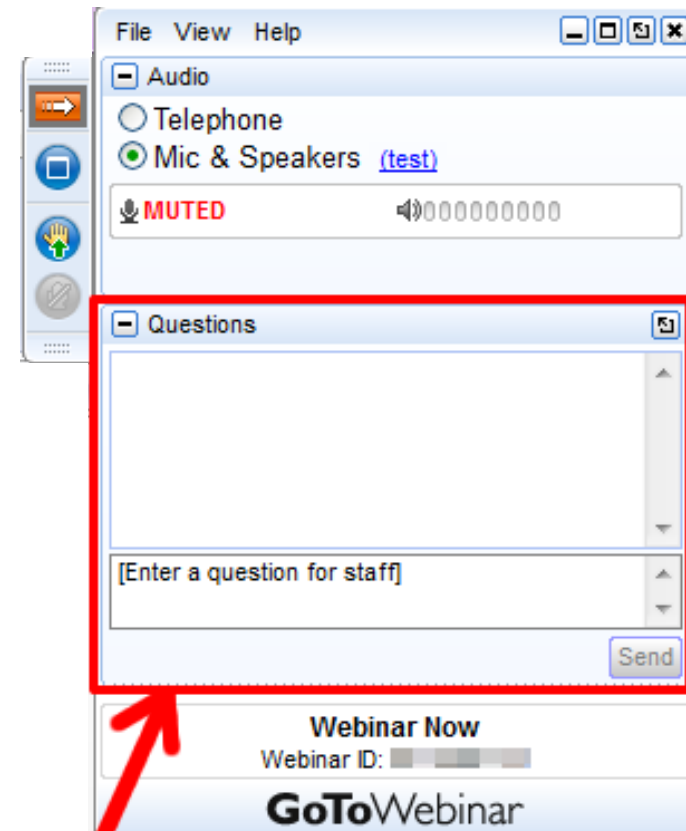 File View Help
Audio
Telephone
Mic & Speakers (test)
MUTED
Questions
[Enter a question for staff]
Send
Webinar Now
Webinar ID:
GoToWebinar